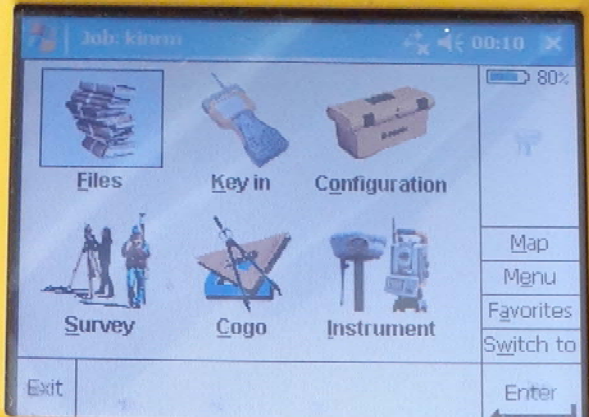 Job: kinrm
00:10
80%
Files
Key in
Configuration
Survey
Cogo
Instrument
Map
Menu
Favorites
Switch to
Exit
Enter